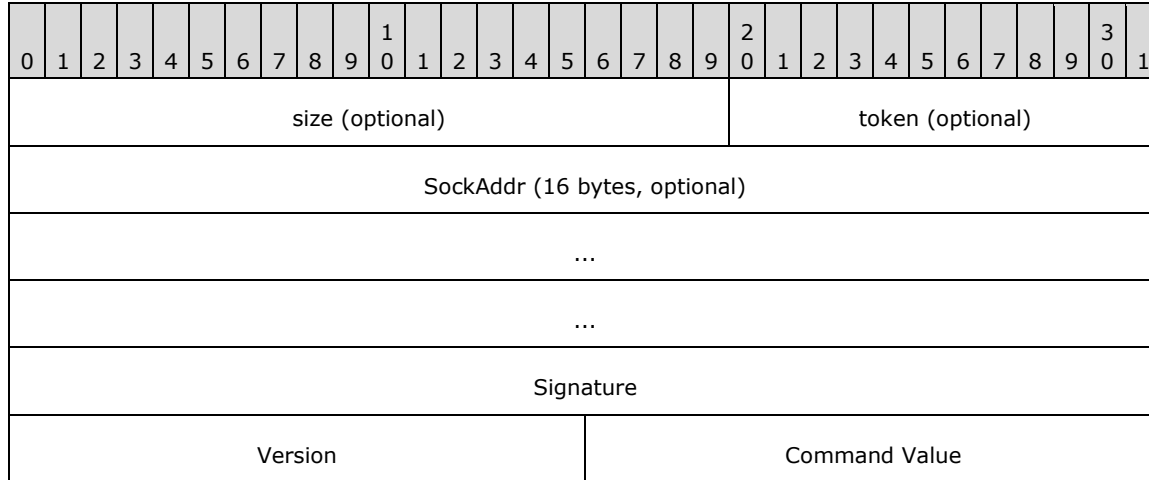 0 1 2 3 4 5 6 7 8 9 1 0 1 2 3 4 5 6 7 8 9 2 0 1 2 3 4 5 6 7 8 9 3 0 1
size (optional) token (optional)
SockAddr (16 bytes, optional)
...
...
Signature
Version Command Value